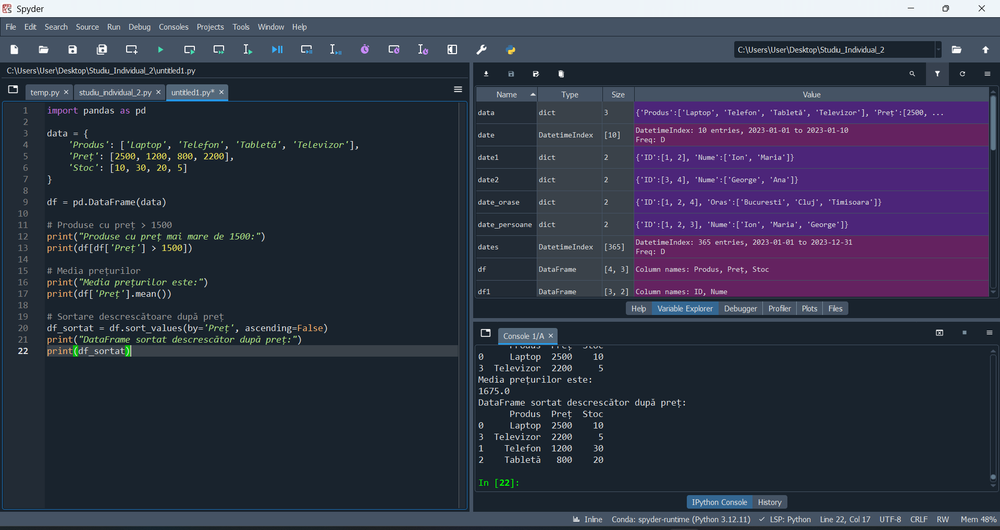 Spyder
File Edit Search Source Run Debug Consoles Projects Tools Window Help
C:\Users\User\Desktop\Studiu_Individual_2
C:\Users\User\Desktop\Studiu_Individual_2\untitled1.py
temp.py studiu_individual_2.py untitled1.py*
1 import pandas as pd
2
3 data = {
4 'Produs': ['Laptop', 'Telefon', 'Tabletă', 'Televizor'],
5 'Preț': [2500, 1200, 800, 2200],
6 'Stoc': [10, 30, 20, 5]
7 }
8
9 df = pd.DataFrame(data)
10
11 # Produse cu preț > 1500
12 print("Produse cu preț mai mare de 1500:")
13 print(df[df['Preț'] > 1500])
14
15 # Media prețurilor
16 print("Media prețurilor este:")
17 print(df['Preț'].mean())
18
19 # Sortare descrescătoare după preț
20 df_sortat = df.sort_values(by='Preț', ascending=False)
21 print("DataFrame sortat descrescător după preț:")
22 print(df_sortat)
Name Type Size Value
data dict 3 {'Produs':['Laptop', 'Telefon', 'Tabletă', 'Televizor'], 'Preț':[2500, ...
date DatetimeIndex [10] DatetimeIndex: 10 entries, 2023-01-01 to 2023-01-10
Freq: D
date1 dict 2 {'ID':[1, 2], 'Nume':['Ion', 'Maria']}
date2 dict 2 {'ID':[3, 4], 'Nume':['George', 'Ana']}
date_orase dict 2 {'ID':[1, 2, 4], 'Oras':['Bucuresti', 'Cluj', 'Timisoara']}
date_persoane dict 2 {'ID':[1, 2, 3], 'Nume':['Ion', 'Maria', 'George']}
dates DatetimeIndex [365] DatetimeIndex: 365 entries, 2023-01-01 to 2023-12-31
Freq: D
df DataFrame [4, 3] Column names: Produs, Preț, Stoc
df1 DataFrame [3, 2] Column names: ID, Nume
Help Variable Explorer Debugger Profiler Plots Files
Console 1/A
Produs Preț Stoc
0 Laptop 2500 10
3 Televizor 2200 5
Media prețurilor este:
1675.0
DataFrame sortat descrescător după preț:
Produs Preț Stoc
0 Laptop 2500 10
3 Televizor 2200 5
1 Telefon 1200 30
2 Tabletă 800 20
In [22]:
IPython Console History
Inline Conda: spyder-runtime (Python 3.12.11) ✓ LSP: Python Line 22, Col 17 UTF-8 CRLF RW Mem 48%